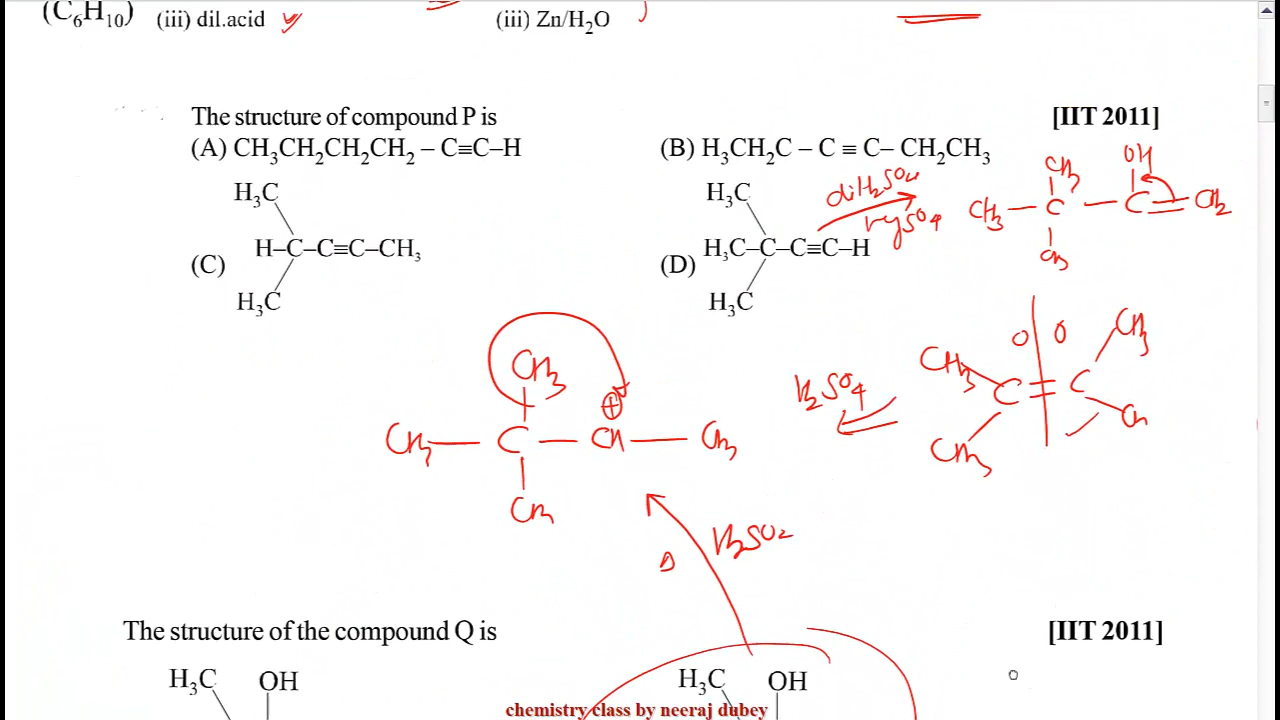 (C₆H₁₀) (iii) dil.acid (iii) Zn/H₂O
The structure of compound P is [IIT 2011]
(A) CH₃CH₂CH₂CH₂ – C≡C–H (B) H₃CH₂C – C ≡ C– CH₂CH₃
H₃C
H–C–C≡C–CH₃
(C)
H₃C
H₃C
H₃C–C–C≡C–H
(D)
H₃C
dil H₂SO₄
CH₃ OH
CH₃ – C – C = CH₂
O O
CH₃ CH₃
C = C
CH₃
H₂SO₄
CH₃ ⊕
CH₃ – C – CH – CH₃
Δ
The structure of the compound Q is [IIT 2011]
H₃C OH H₃C OH
chemistry class by neeraj dubey